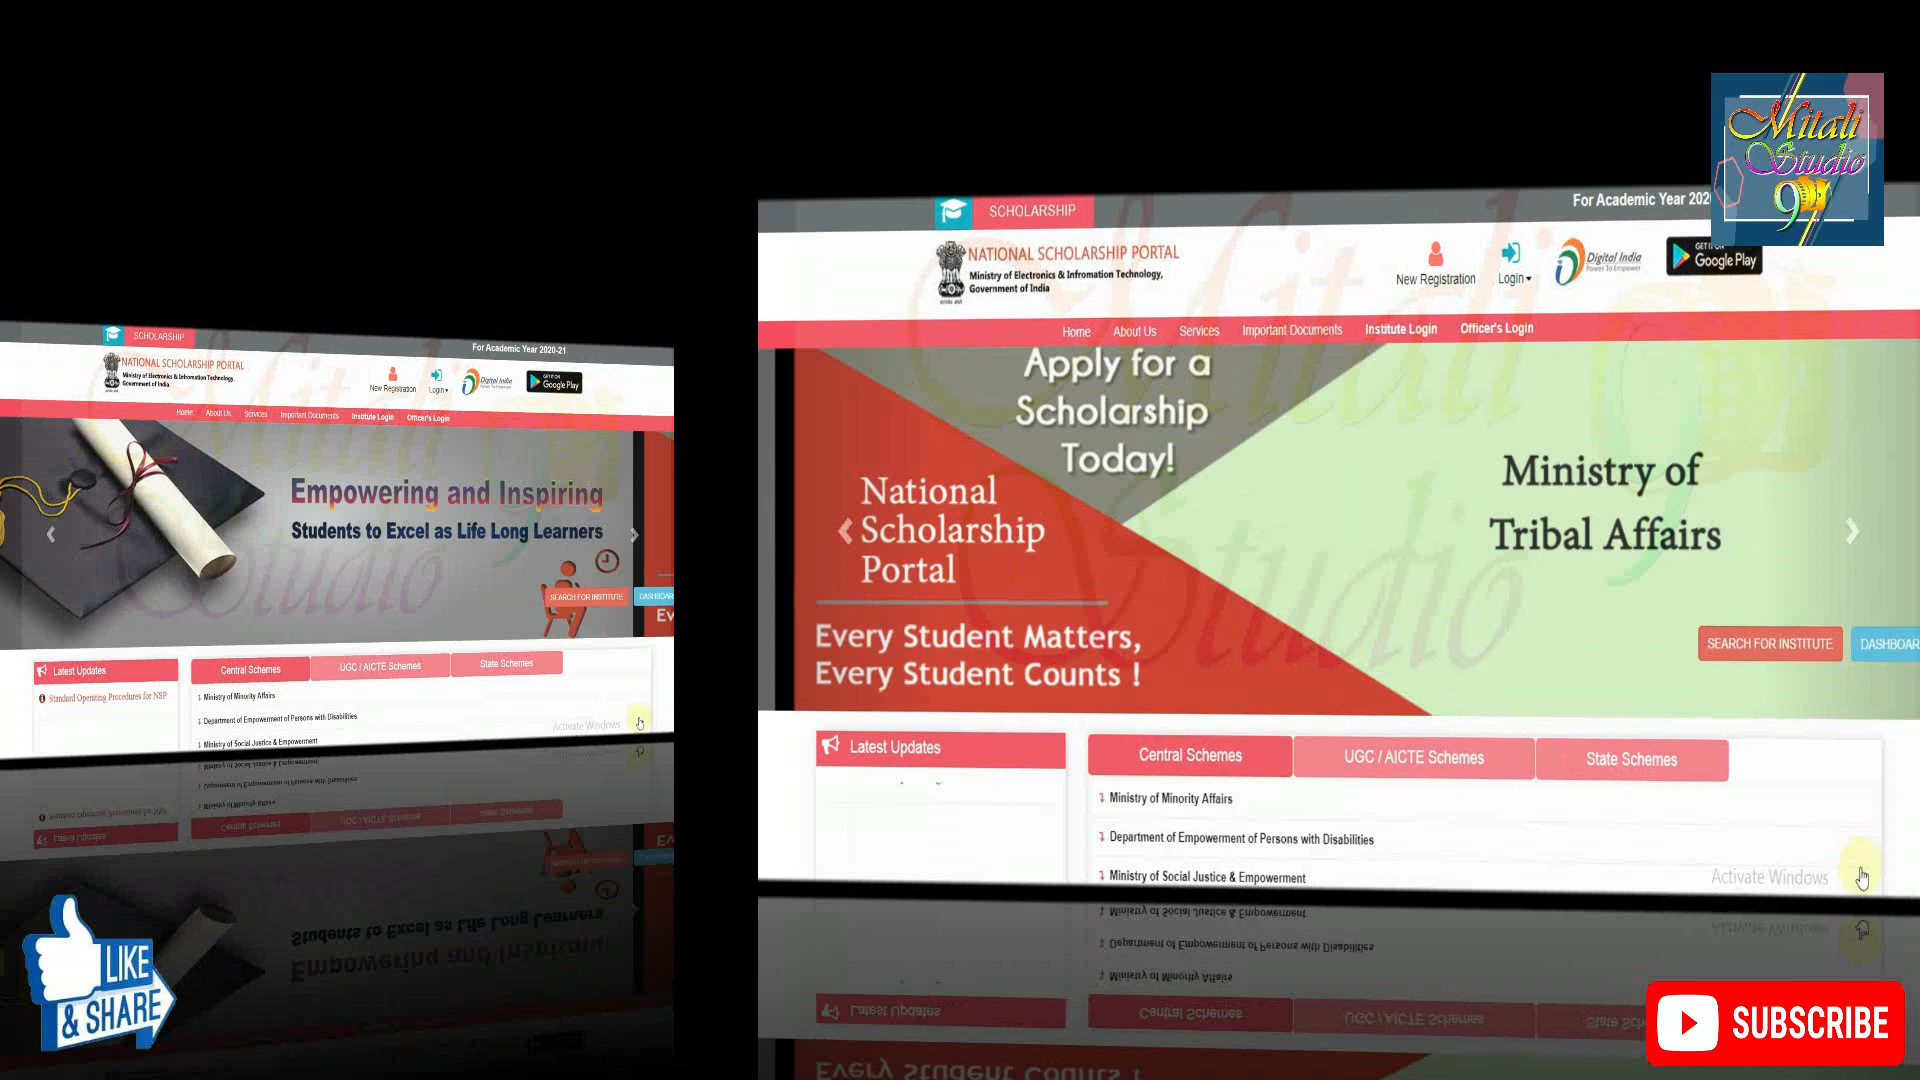 Mitali
Studio
91
SCHOLARSHIP
For Academic Year 2020-21
NATIONAL SCHOLARSHIP PORTAL
Ministry of Electronics & Infromation Technology,
Government of India
New Registration
Login
Digital India
Power To Empower
GET IT ON
Google Play
Home About Us Services Important Documents Institute Login Officer's Login
Empowering and Inspiring
Students to Excel as Life Long Learners
SEARCH FOR INSTITUTE
DASHBOAR
Ev
Latest Updates
Central Schemes
UGC / AICTE Schemes
State Schemes
Standard Operating Procedures for NSP
Ministry of Minority Affairs
Department of Empowerment of Persons with Disabilities
Ministry of Social Justice & Empowerment
Activate Windows
SCHOLARSHIP
For Academic Year 202
NATIONAL SCHOLARSHIP PORTAL
Ministry of Electronics & Infromation Technology,
Government of India
New Registration
Login
Digital India
Power To Empower
GET IT ON
Google Play
Home About Us Services Important Documents Institute Login Officer's Login
Apply for a
Scholarship
Today!
National
Scholarship
Portal
Every Student Matters,
Every Student Counts !
Ministry of
Tribal Affairs
SEARCH FOR INSTITUTE
DASHBOAR
Latest Updates
Central Schemes
UGC / AICTE Schemes
State Schemes
Ministry of Minority Affairs
Department of Empowerment of Persons with Disabilities
Ministry of Social Justice & Empowerment
Activate Windows
LIKE
& SHARE
SUBSCRIBE